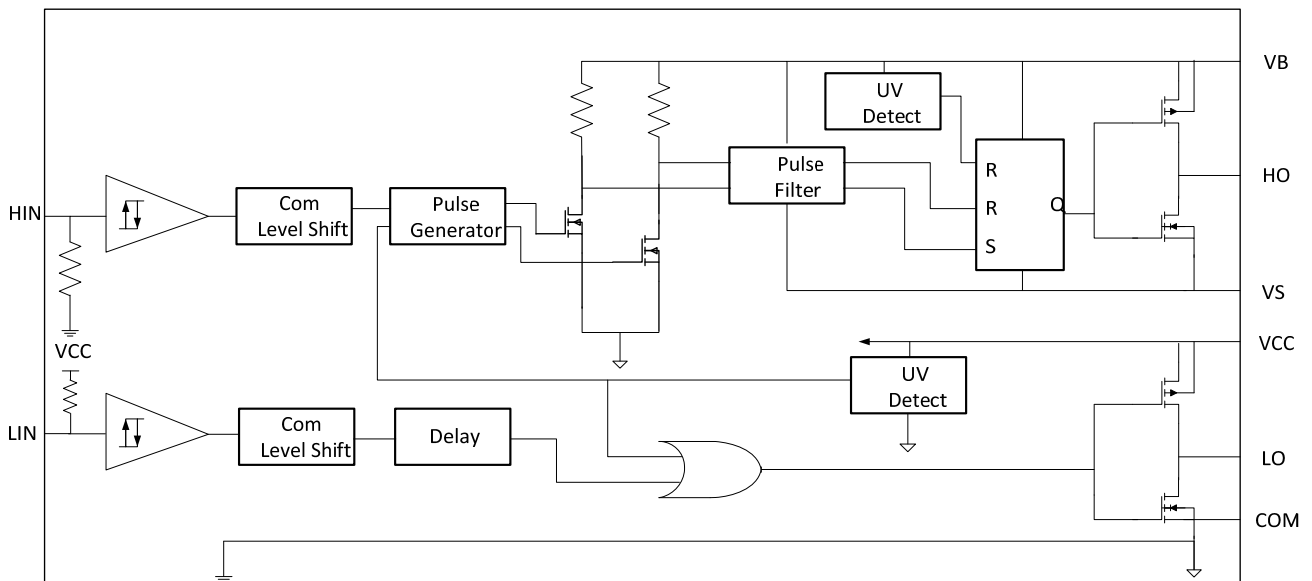 VB
UV
Detect
HIN
Com
Level Shift
Pulse
Generator
Pulse
Filter
R
R
S
Q
HO
VS
VCC
VCC
UV
Detect
LIN
Com
Level Shift
Delay
LO
COM